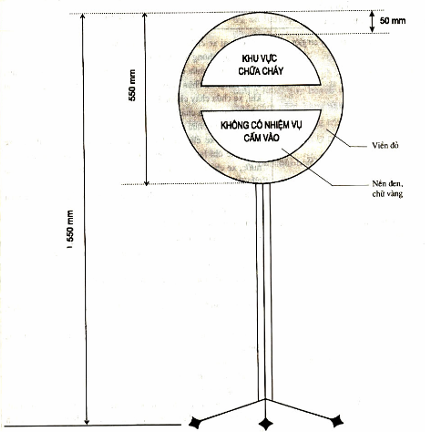 50 mm
KHU VỰC
CHỮA CHÁY
550 mm
KHÔNG CÓ NHIỆM VỤ
CẤM VÀO
Viền đỏ
Nền đen,
chữ vàng
550 mm